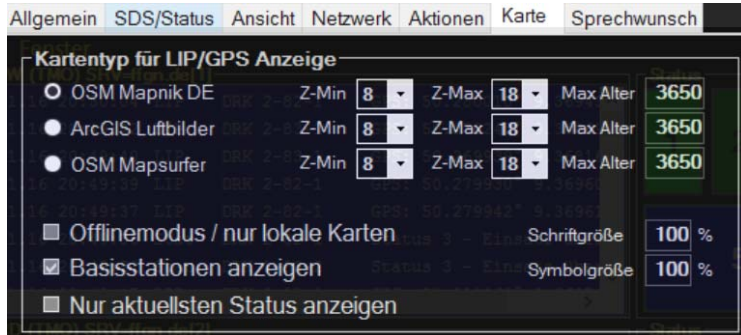 Allgemein SDS/Status Ansicht Netzwerk Aktionen Karte Sprechwunsch
Kartentyp für LIP/GPS Anzeige
OSM Mapnik DE Z-Min 8 Z-Max 18 Max Alter 3650
ArcGIS Luftbilder Z-Min 8 Z-Max 18 Max Alter 3650
OSM Mapsurfer Z-Min 8 Z-Max 18 Max Alter 3650
Offlinemodus / nur lokale Karten Schriftgröße 100 %
Basisstationen anzeigen Symbolgröße 100 %
Nur aktuellsten Status anzeigen